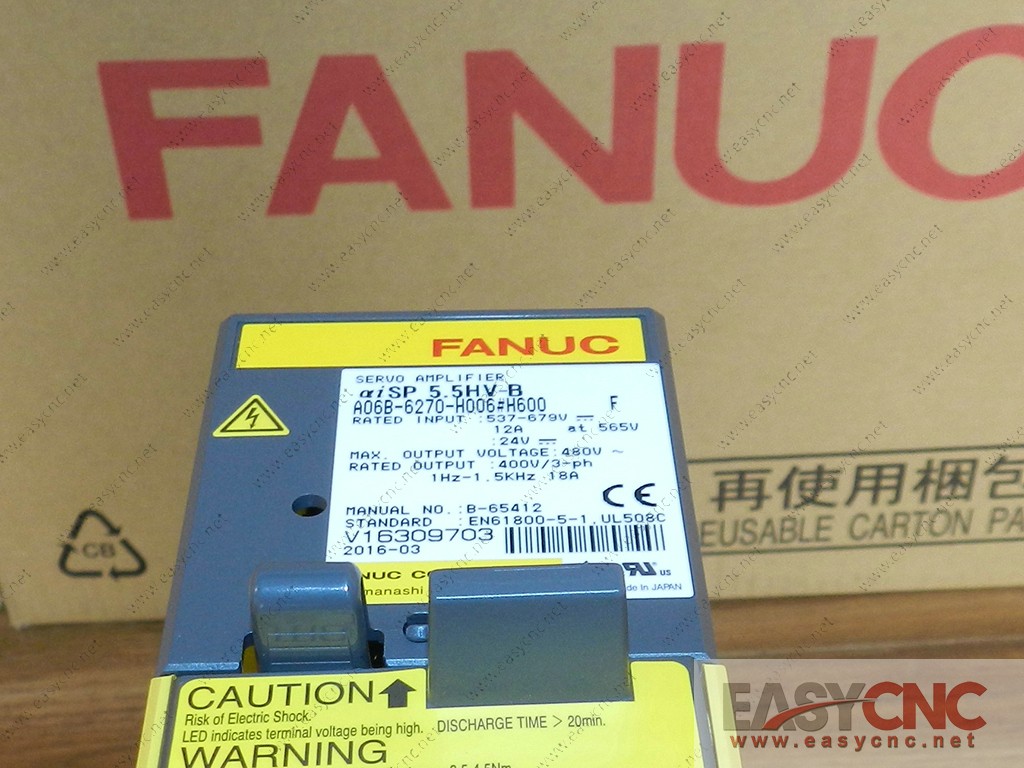 FANUC
FANUC
SERVO AMPLIFIER
αiSP 5.5HV-B
A06B-6270-H006#H600 F
RATED INPUT :537-679V ⎓
12A at 565V
:24V ⎓
MAX. OUTPUT VOLTAGE:480V ~
RATED OUTPUT :400V/3-ph
1Hz-1.5KHz 18A
CE
MANUAL NO. :B-65412
STANDARD :EN61800-5-1,UL508C
V16309703
2016-03
US
NUC C
manashi
de in JAPAN
CB
再使用梱包
EUSABLE CARTON PA
CAUTION
Risk of Electric Shock.
LED indicates terminal voltage being high.
DISCHARGE TIME > 20min.
WARNING
EASYCNC
www.easycnc.net